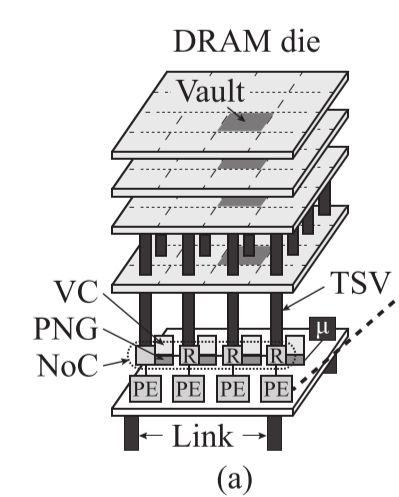 DRAM die
Vault
VC
TSV
PNG
μ
NoC
R R R
PE PE PE PE
Link
(a)